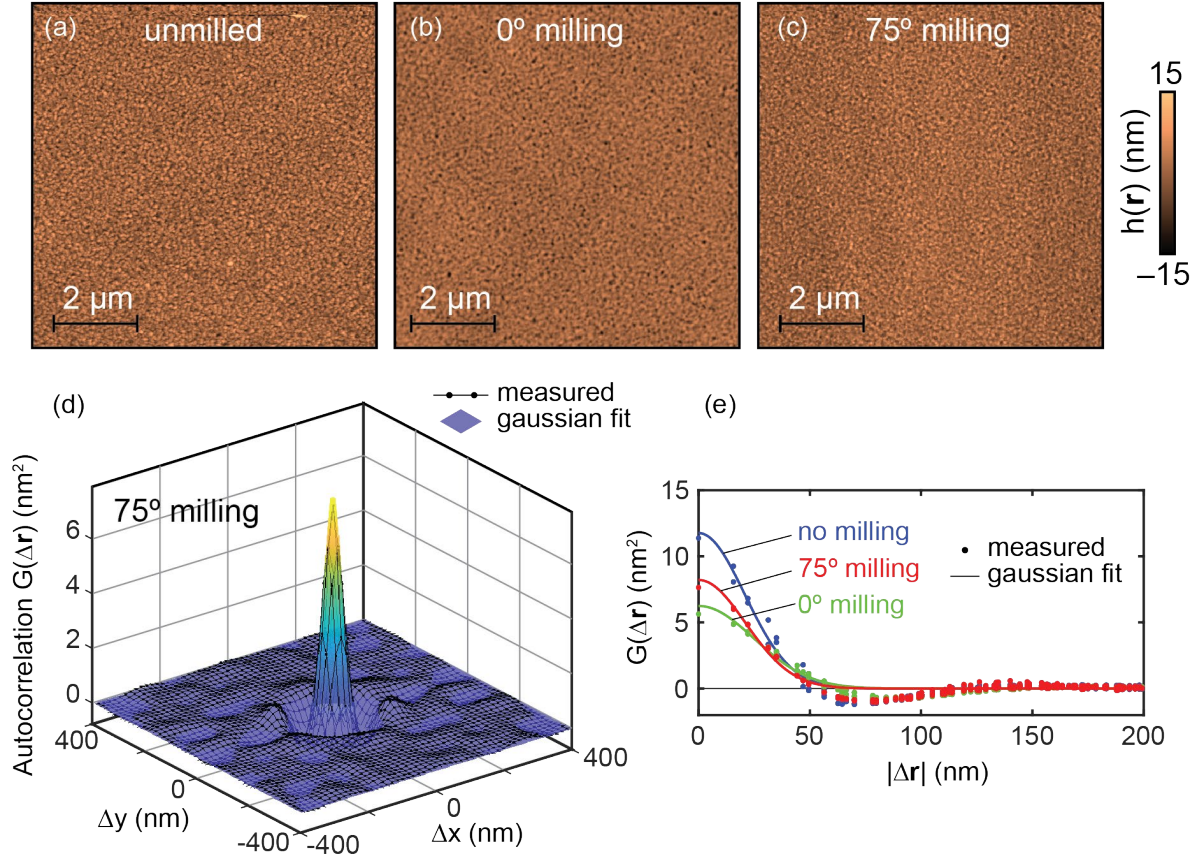 (a) unmilled
(b) 0º milling
(c) 75º milling
2 µm
2 µm
2 µm
15
h(r) (nm)
–15
(d)
measured
gaussian fit
75º milling
Autocorrelation G(Δr) (nm²)
6
4
2
0
400
0
-400
Δy (nm)
-400
0
400
Δx (nm)
(e)
15
10
5
0
G(Δr) (nm²)
no milling
75º milling
0º milling
measured
gaussian fit
0 50 100 150 200
|Δr| (nm)